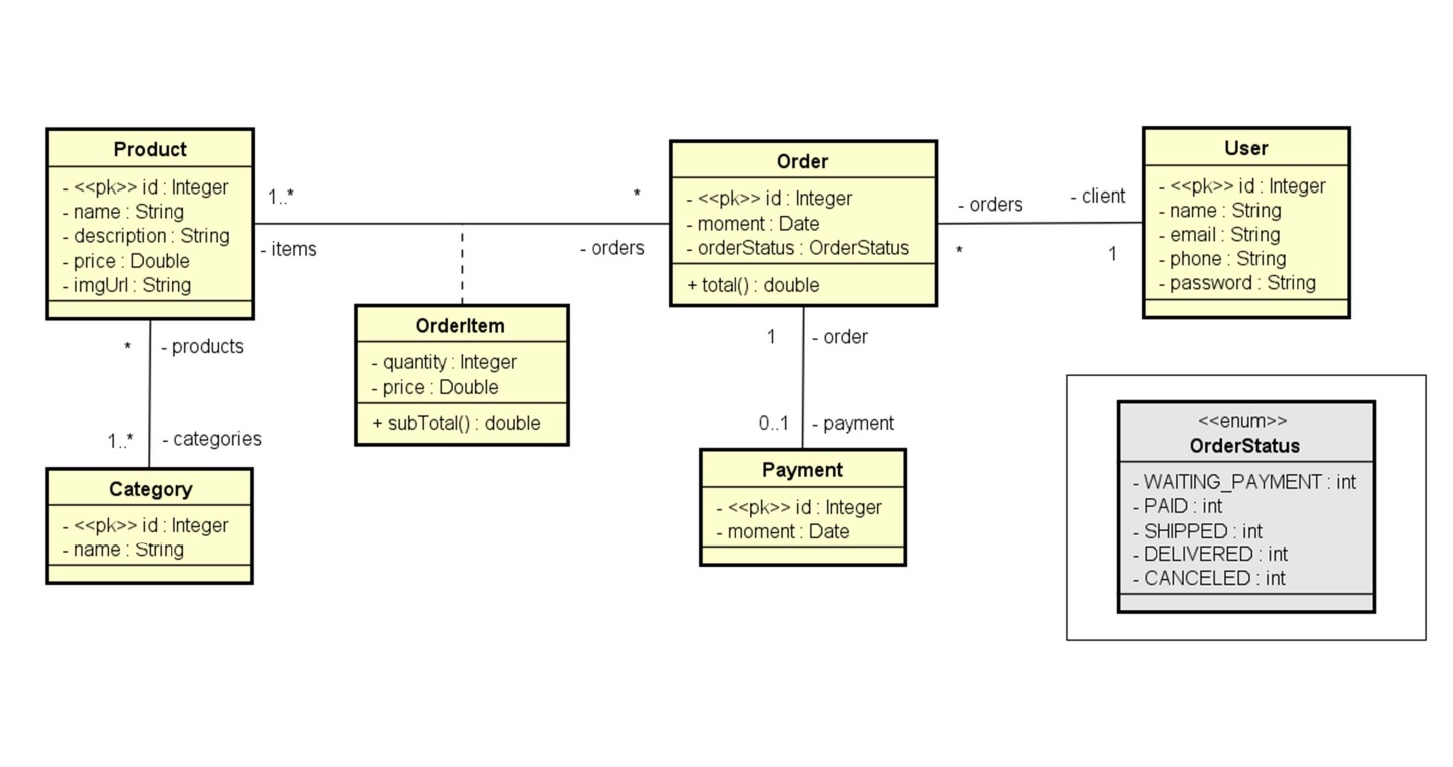 Product
- <<pk>> id : Integer
- name : String
- description : String
- price : Double
- imgUrl : String
1..*
- items
*
- orders
Order
- <<pk>> id : Integer
- moment : Date
- orderStatus : OrderStatus
+ total() : double
- orders
*
- client
1
User
- <<pk>> id : Integer
- name : String
- email : String
- phone : String
- password : String
OrderItem
- quantity : Integer
- price : Double
+ subTotal() : double
* - products
1..* - categories
Category
- <<pk>> id : Integer
- name : String
1 - order
0..1 - payment
Payment
- <<pk>> id : Integer
- moment : Date
<<enum>>
OrderStatus
- WAITING_PAYMENT : int
- PAID : int
- SHIPPED : int
- DELIVERED : int
- CANCELED : int